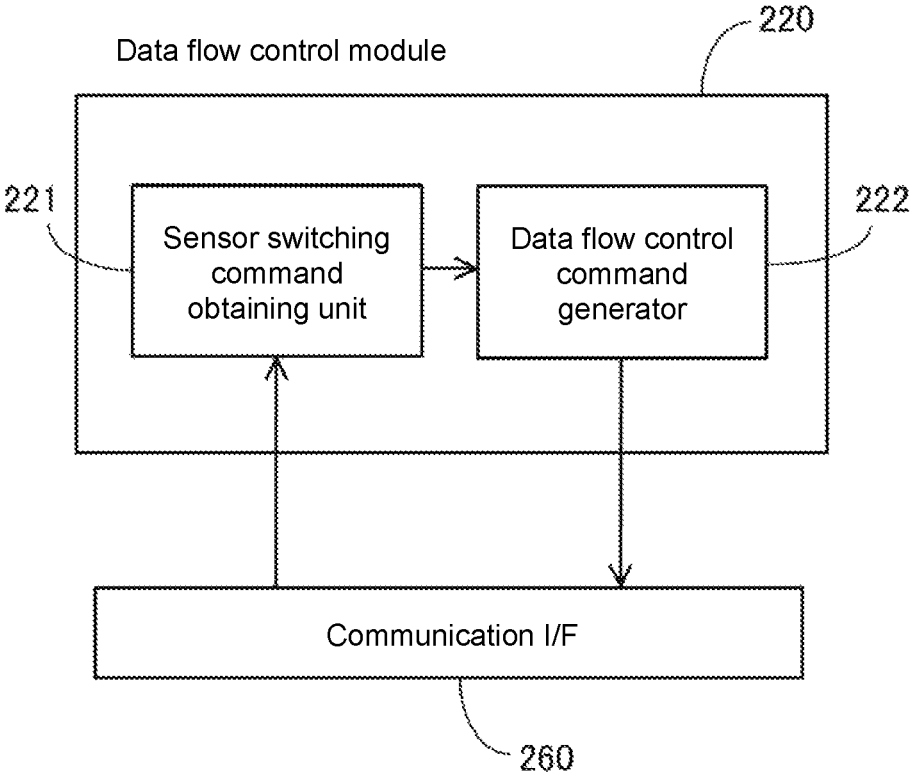 220
Data flow control module
221
Sensor switching
command
obtaining unit
Data flow control
command
generator
222
Communication I/F
260